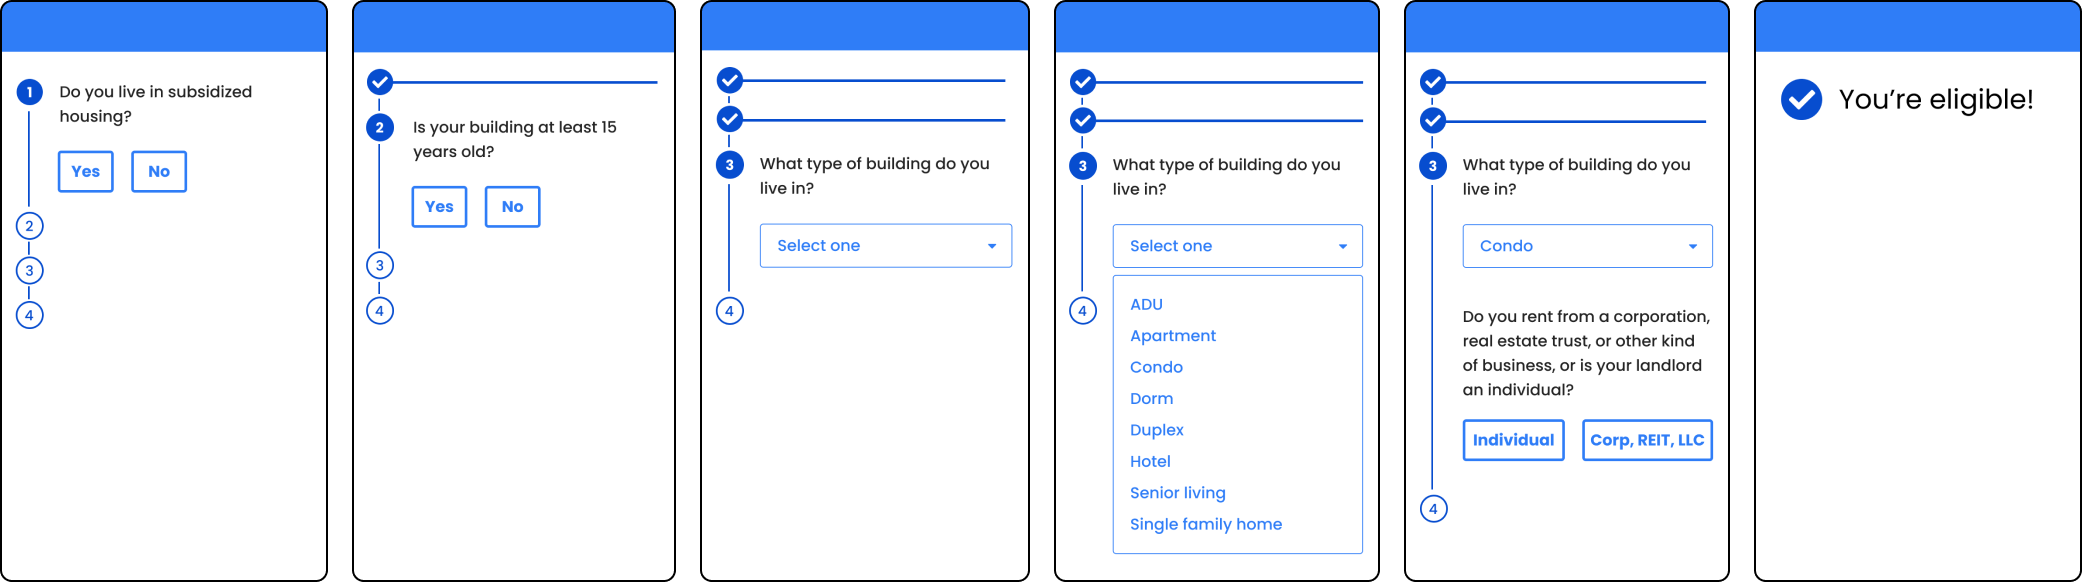 1
Do you live in subsidized
housing?
Yes
No
2
3
4
2
Is your building at least 15
years old?
Yes
No
3
4
3
What type of building do you
live in?
Select one
4
3
What type of building do you
live in?
Select one
ADU
Apartment
Condo
Dorm
Duplex
Hotel
Senior living
Single family home
4
3
What type of building do you
live in?
Condo
Do you rent from a corporation,
real estate trust, or other kind
of business, or is your landlord
an individual?
Individual
Corp, REIT, LLC
4
You’re eligible!